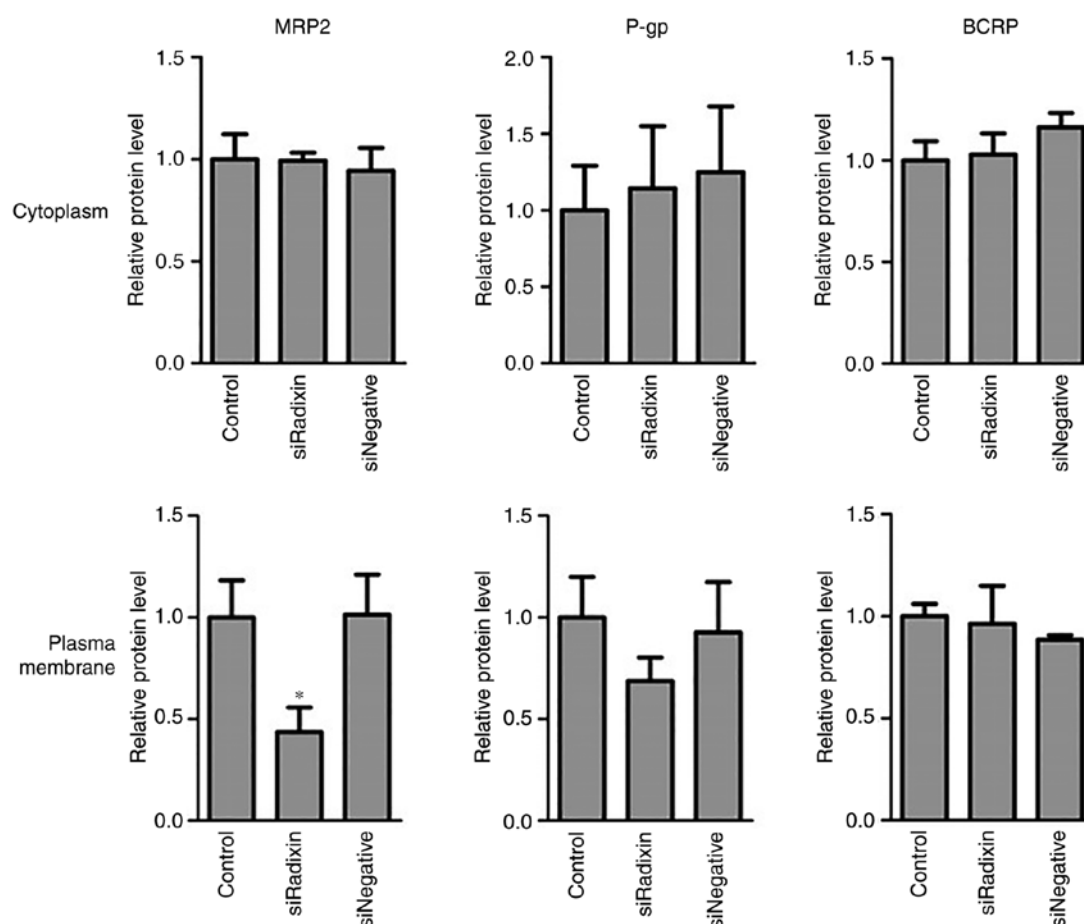 MRP2
P-gp
BCRP
Cytoplasm
Relative protein level
1.5
1.0
0.5
0.0
Control
siRadixin
siNegative
Relative protein level
2.0
1.5
1.0
0.5
0.0
Control
siRadixin
siNegative
Relative protein level
1.5
1.0
0.5
0.0
Control
siRadixin
siNegative
Plasma
membrane
Relative protein level
1.5
1.0
0.5
0.0
*
Control
siRadixin
siNegative
Relative protein level
1.5
1.0
0.5
0.0
Control
siRadixin
siNegative
Relative protein level
1.5
1.0
0.5
0.0
Control
siRadixin
siNegative